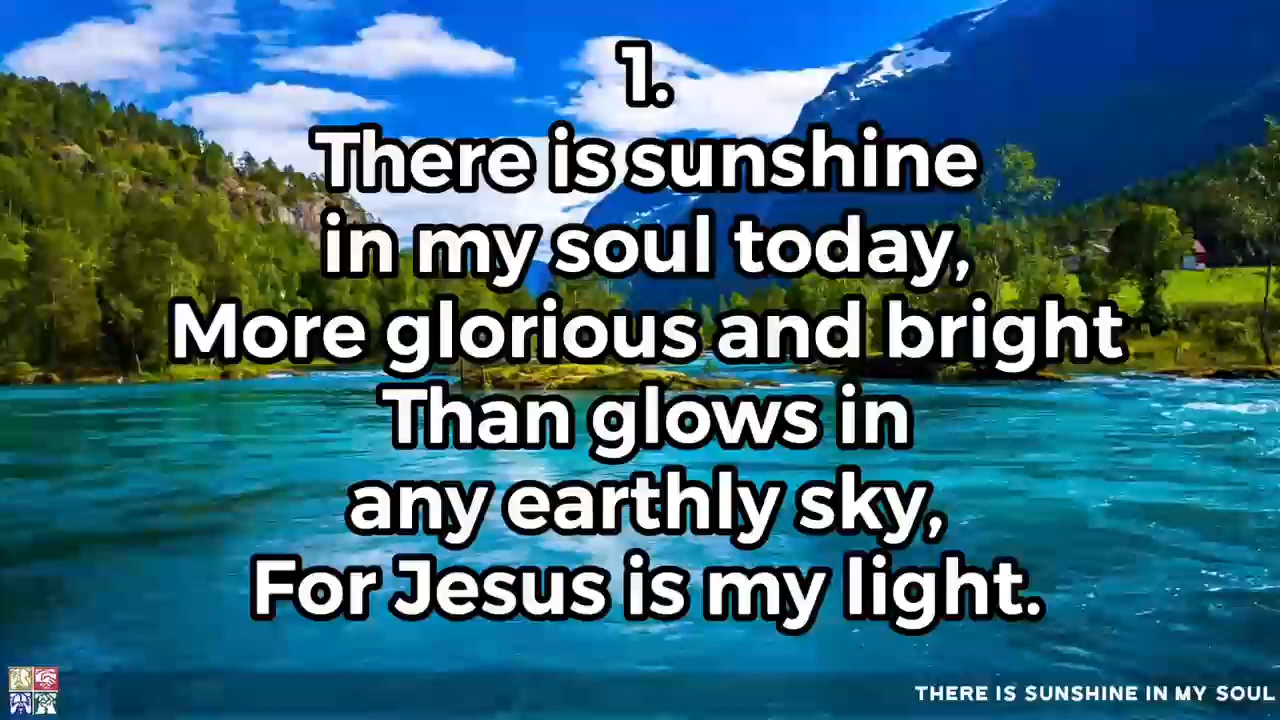 1.
There is sunshine
in my soul today,
More glorious and bright
Than glows in
any earthly sky,
For Jesus is my light.
THERE IS SUNSHINE IN MY SOUL